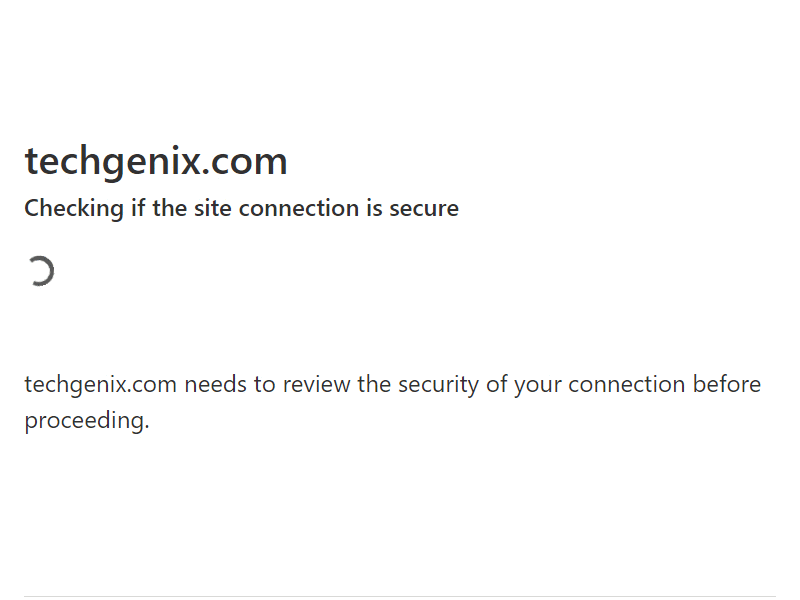 techgenix.com
Checking if the site connection is secure
techgenix.com needs to review the security of your connection before
proceeding.